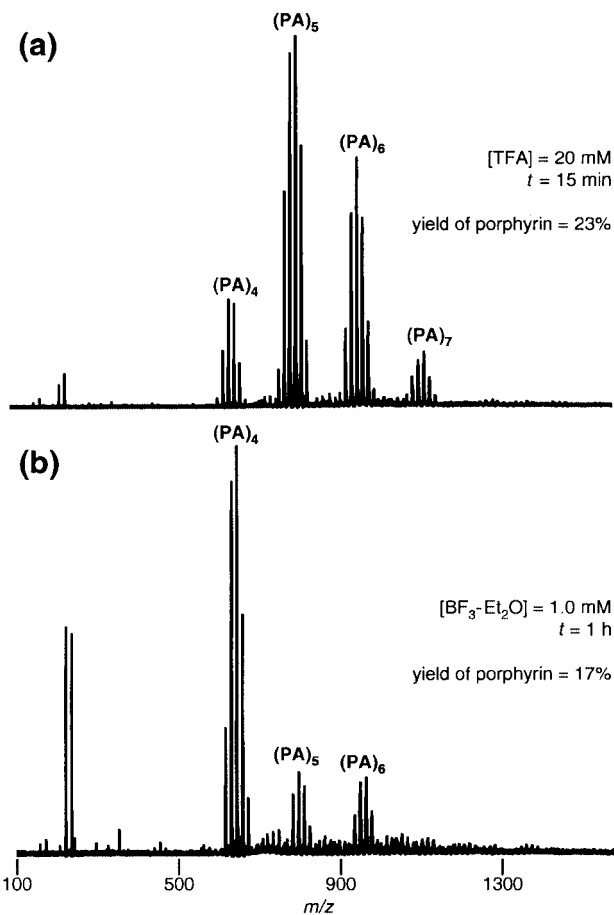 (a)
(PA)₅
(PA)₆
[TFA] = 20 mM
t = 15 min
yield of porphyrin = 23%
(PA)₄
(PA)₇
(b)
(PA)₄
[BF₃-Et₂O] = 1.0 mM
t = 1 h
yield of porphyrin = 17%
(PA)₅
(PA)₆
100 500 900 1300
m/z